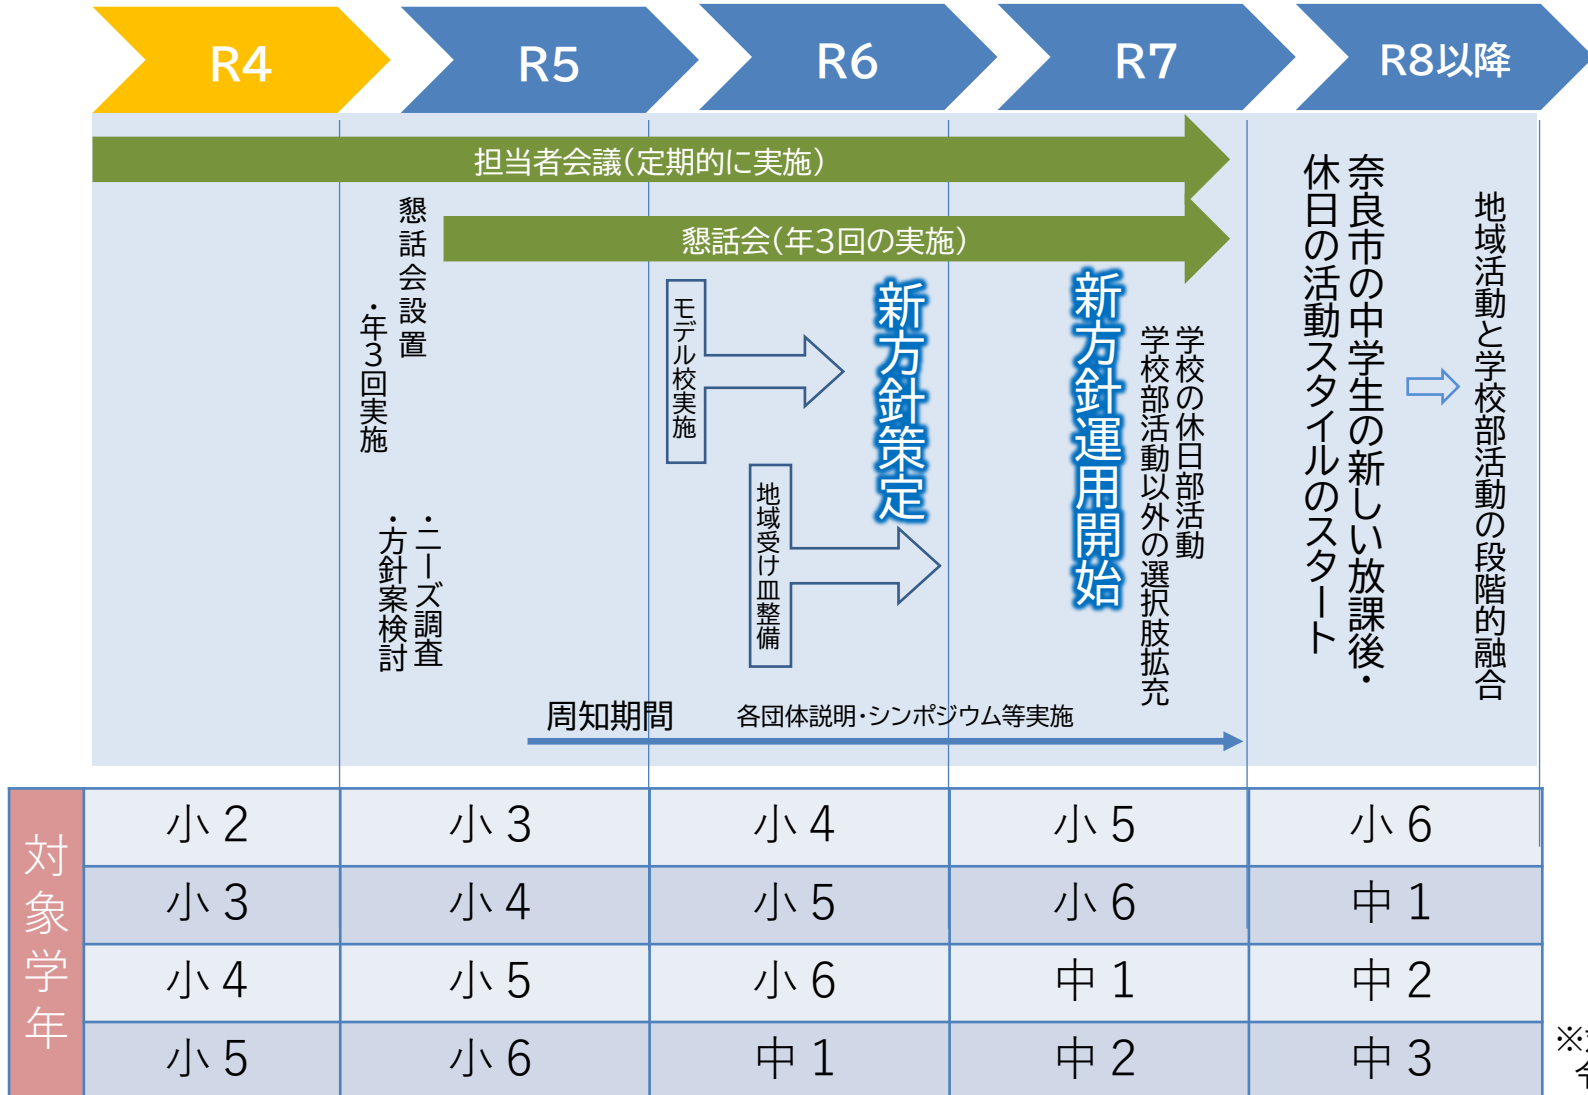 R4
R5
R6
R7
R8以降
担当者会議(定期的に実施)
懇話会(年3回の実施)
懇話会設置
・年3回実施
・ニーズ調査
・方針案検討
モデル校実施
地域受け皿整備
新方針策定
新方針運用開始
学校の休日部活動
学校部活動以外の選択肢拡充
奈良市の中学生の新しい放課後・
休日の活動スタイルのスタート
地域活動と学校部活動の段階的融合
周知期間
各団体説明・シンポジウム等実施
対象学年
小2 小3 小4 小5 小6
小3 小4 小5 小6 中1
小4 小5 小6 中1 中2
小5 小6 中1 中2 中3
※